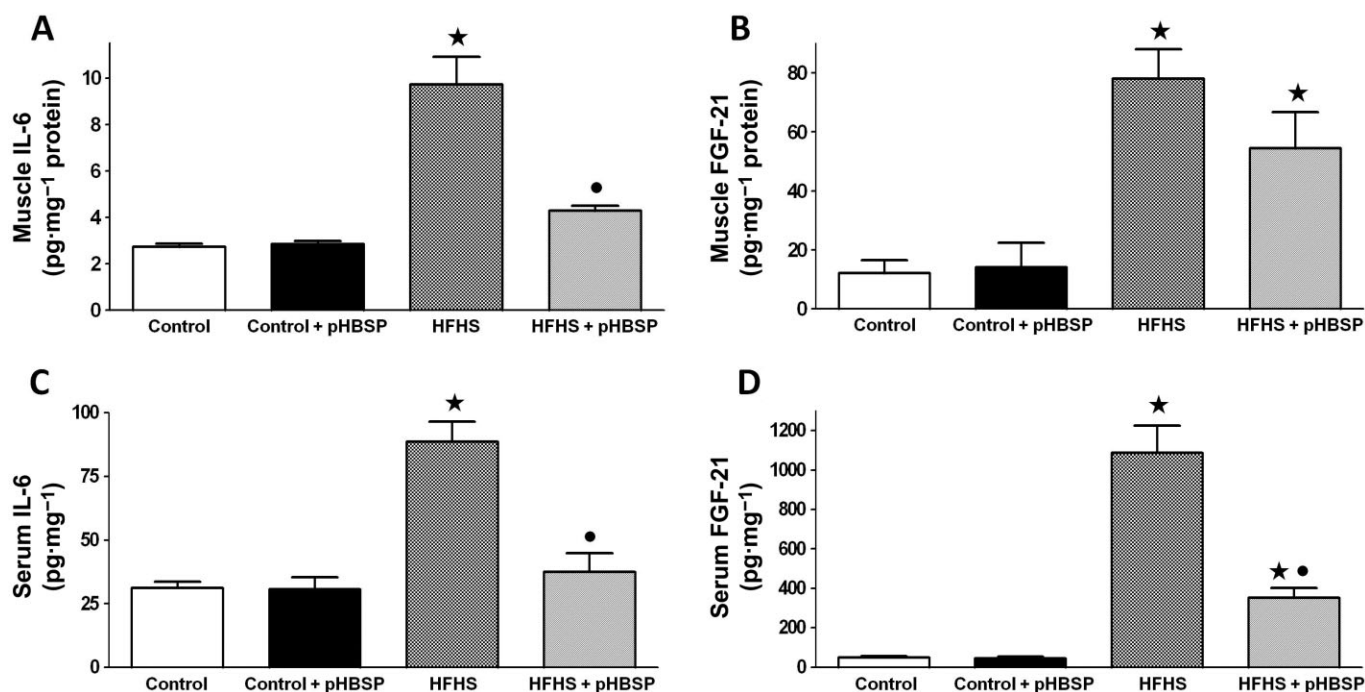 A
Muscle IL-6
(pg·mg⁻¹ protein)
10
8
6
4
2
0
★
●
Control
Control + pHBSP
HFHS
HFHS + pHBSP
B
Muscle FGF-21
(pg·mg⁻¹ protein)
80
60
40
20
0
★
★
Control
Control + pHBSP
HFHS
HFHS + pHBSP
C
Serum IL-6
(pg·mg⁻¹)
100
75
50
25
0
★
●
Control
Control + pHBSP
HFHS
HFHS + pHBSP
D
Serum FGF-21
(pg·mg⁻¹)
1200
1000
800
600
400
200
0
★
★ ●
Control
Control + pHBSP
HFHS
HFHS + pHBSP